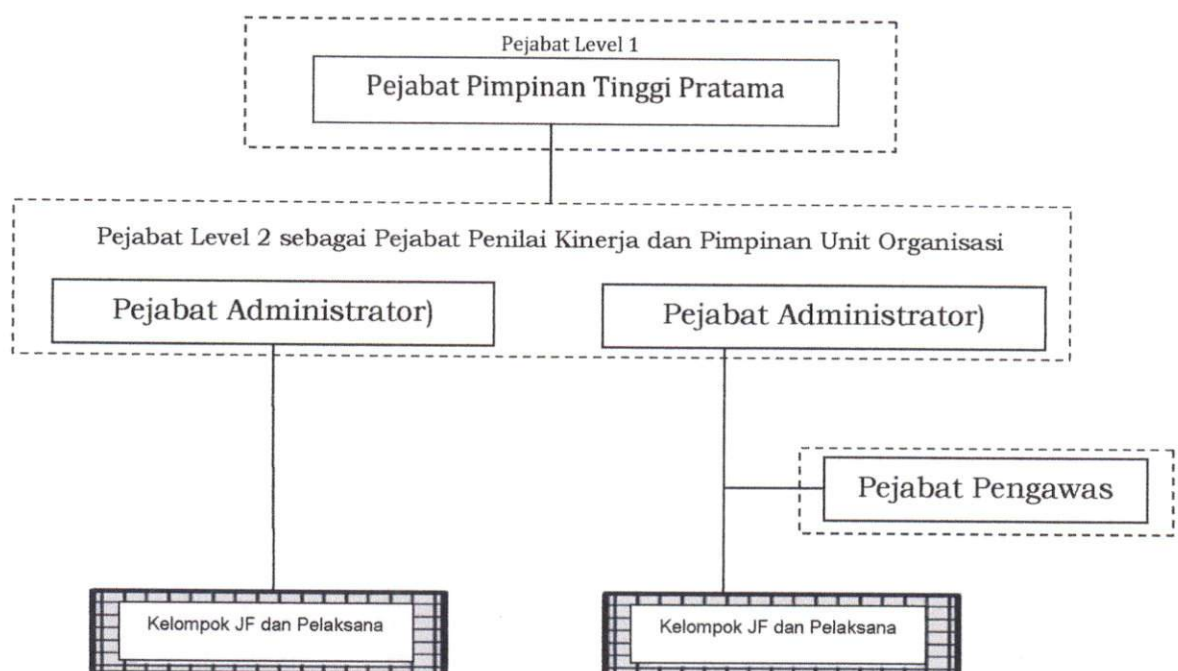 Pejabat Level 1
Pejabat Pimpinan Tinggi Pratama
Pejabat Level 2 sebagai Pejabat Penilai Kinerja dan Pimpinan Unit Organisasi
Pejabat Administrator)
Pejabat Administrator)
Pejabat Pengawas
Kelompok JF dan Pelaksana
Kelompok JF dan Pelaksana